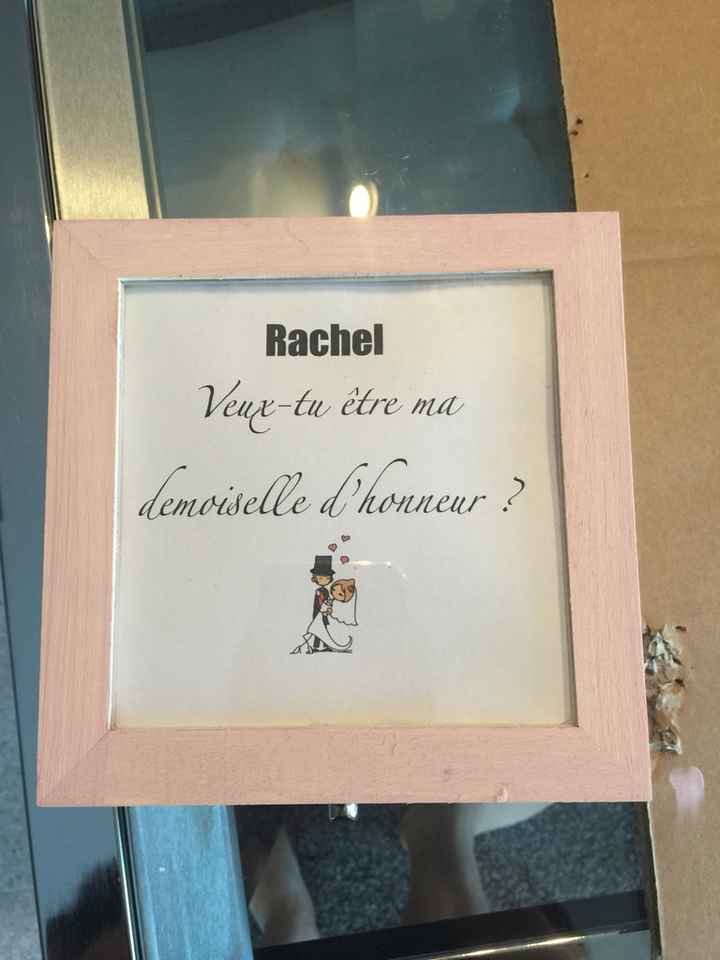 Rachel
Veux-tu être ma
demoiselle d'honneur ?